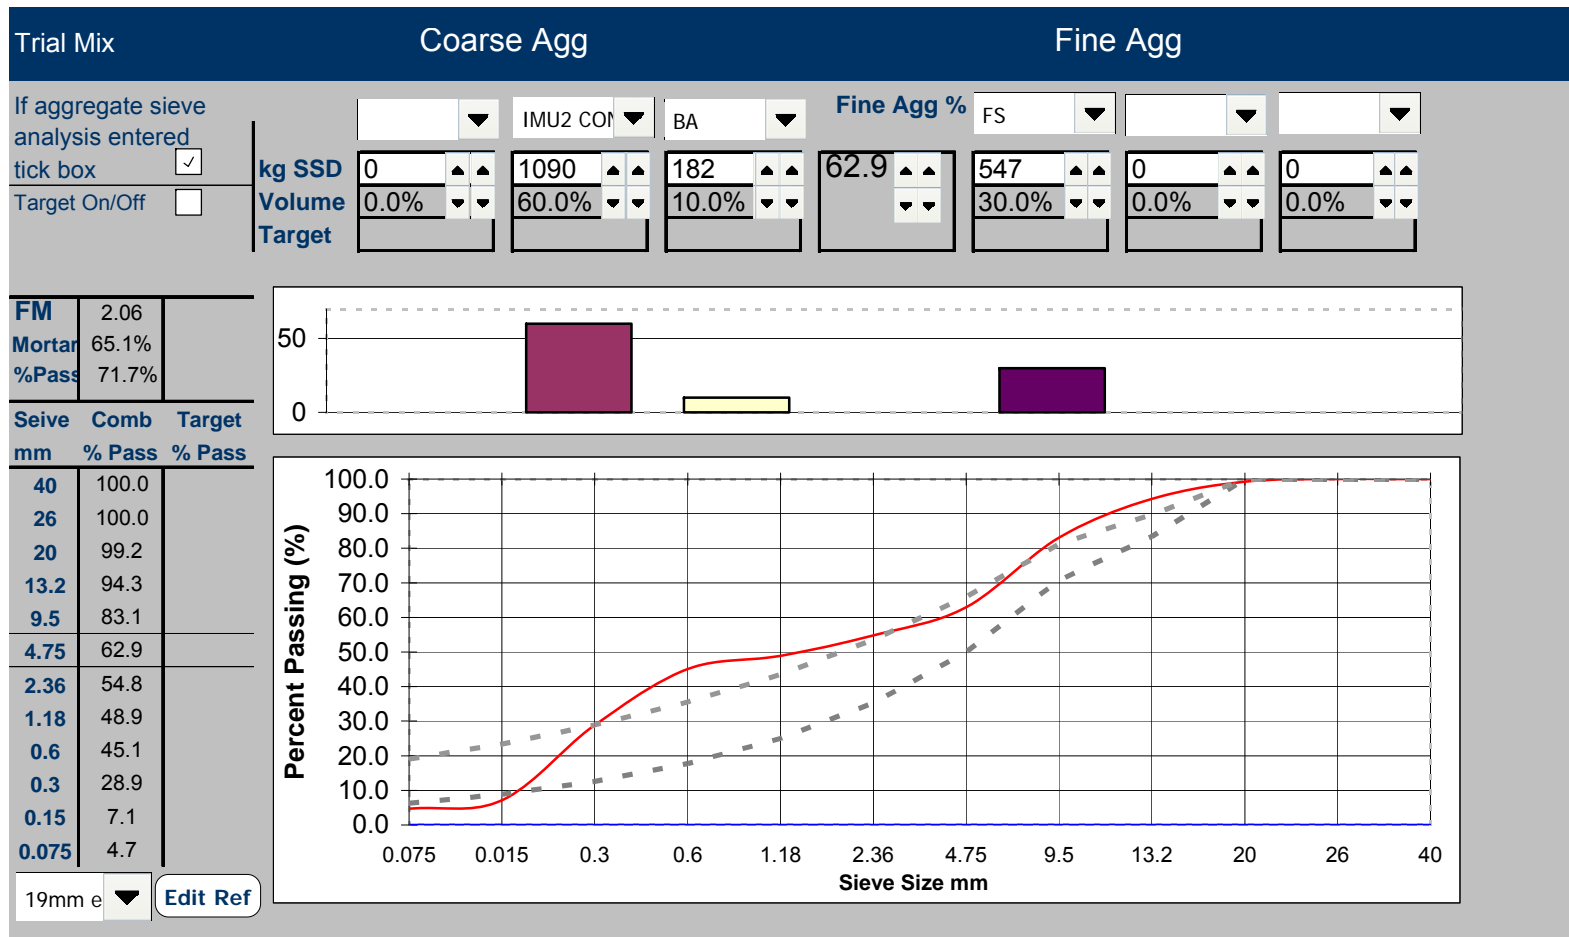 Trial Mix
Coarse Agg
Fine Agg
If aggregate sieve
analysis entered
tick box
Target On/Off
IMU2 CON
BA
Fine Agg %
FS
kg SSD 0 1090 182 62.9 547 0 0
Volume 0.0% 60.0% 10.0% 30.0% 0.0% 0.0%
Target
FM 2.06
Mortar 65.1%
%Pass 71.7%
Seive Comb Target
mm % Pass % Pass
40 100.0
26 100.0
20 99.2
13.2 94.3
9.5 83.1
4.75 62.9
2.36 54.8
1.18 48.9
0.6 45.1
0.3 28.9
0.15 7.1
0.075 4.7
19mm e
Edit Ref
50
0
Percent Passing (%)
100.0
90.0
80.0
70.0
60.0
50.0
40.0
30.0
20.0
10.0
0.0
0.075 0.015 0.3 0.6 1.18 2.36 4.75 9.5 13.2 20 26 40
Sieve Size mm